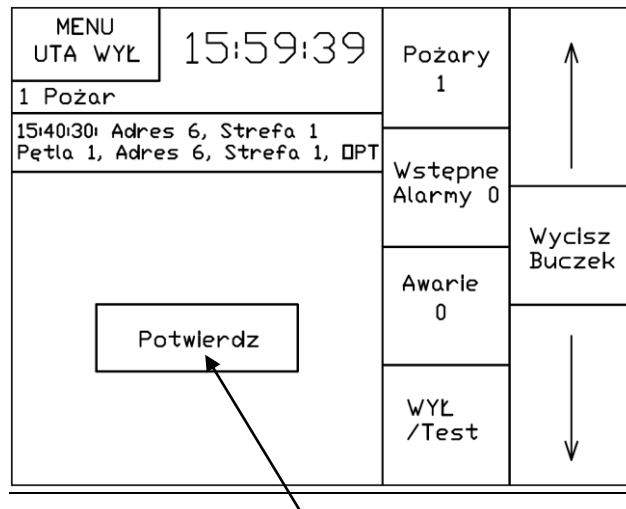 MENU
UTA WYŁ
15:59:39
1 Pożar
15:40:30: Adres 6, Strefa 1
Pętla 1, Adres 6, Strefa 1, OPT
Potwierdz
Pożary
1
Wstępne
Alarmy 0
Awarie
0
WYŁ
/Test
Wycisz
Buczek